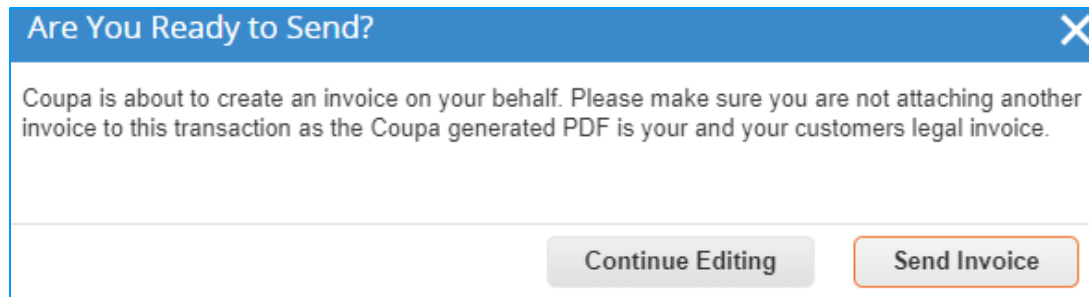 Are You Ready to Send?
Coupa is about to create an invoice on your behalf. Please make sure you are not attaching another
invoice to this transaction as the Coupa generated PDF is your and your customers legal invoice.
Continue Editing Send Invoice